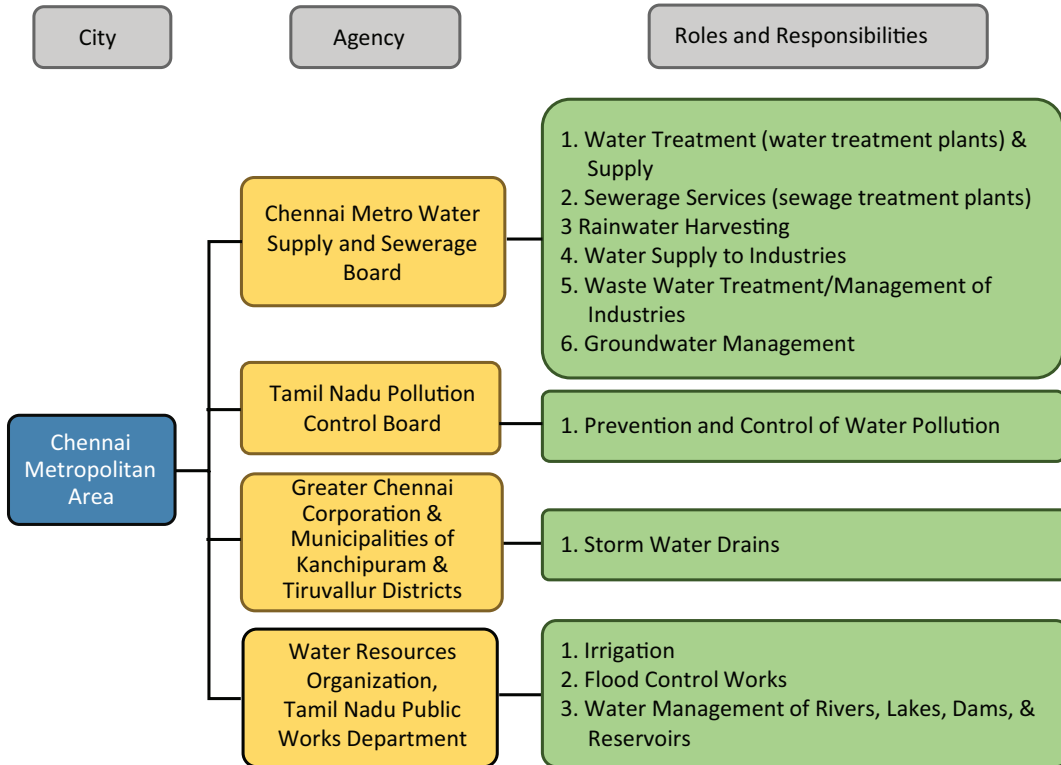 City
Agency
Roles and Responsibilities
Chennai
Metropolitan
Area
Chennai Metro Water
Supply and Sewerage
Board
1. Water Treatment (water treatment plants) &
Supply
2. Sewerage Services (sewage treatment plants)
3 Rainwater Harvesting
4. Water Supply to Industries
5. Waste Water Treatment/Management of
Industries
6. Groundwater Management
Tamil Nadu Pollution
Control Board
1. Prevention and Control of Water Pollution
Greater Chennai
Corporation &
Municipalities of
Kanchipuram &
Tiruvallur Districts
1. Storm Water Drains
Water Resources
Organization,
Tamil Nadu Public
Works Department
1. Irrigation
2. Flood Control Works
3. Water Management of Rivers, Lakes, Dams, &
Reservoirs